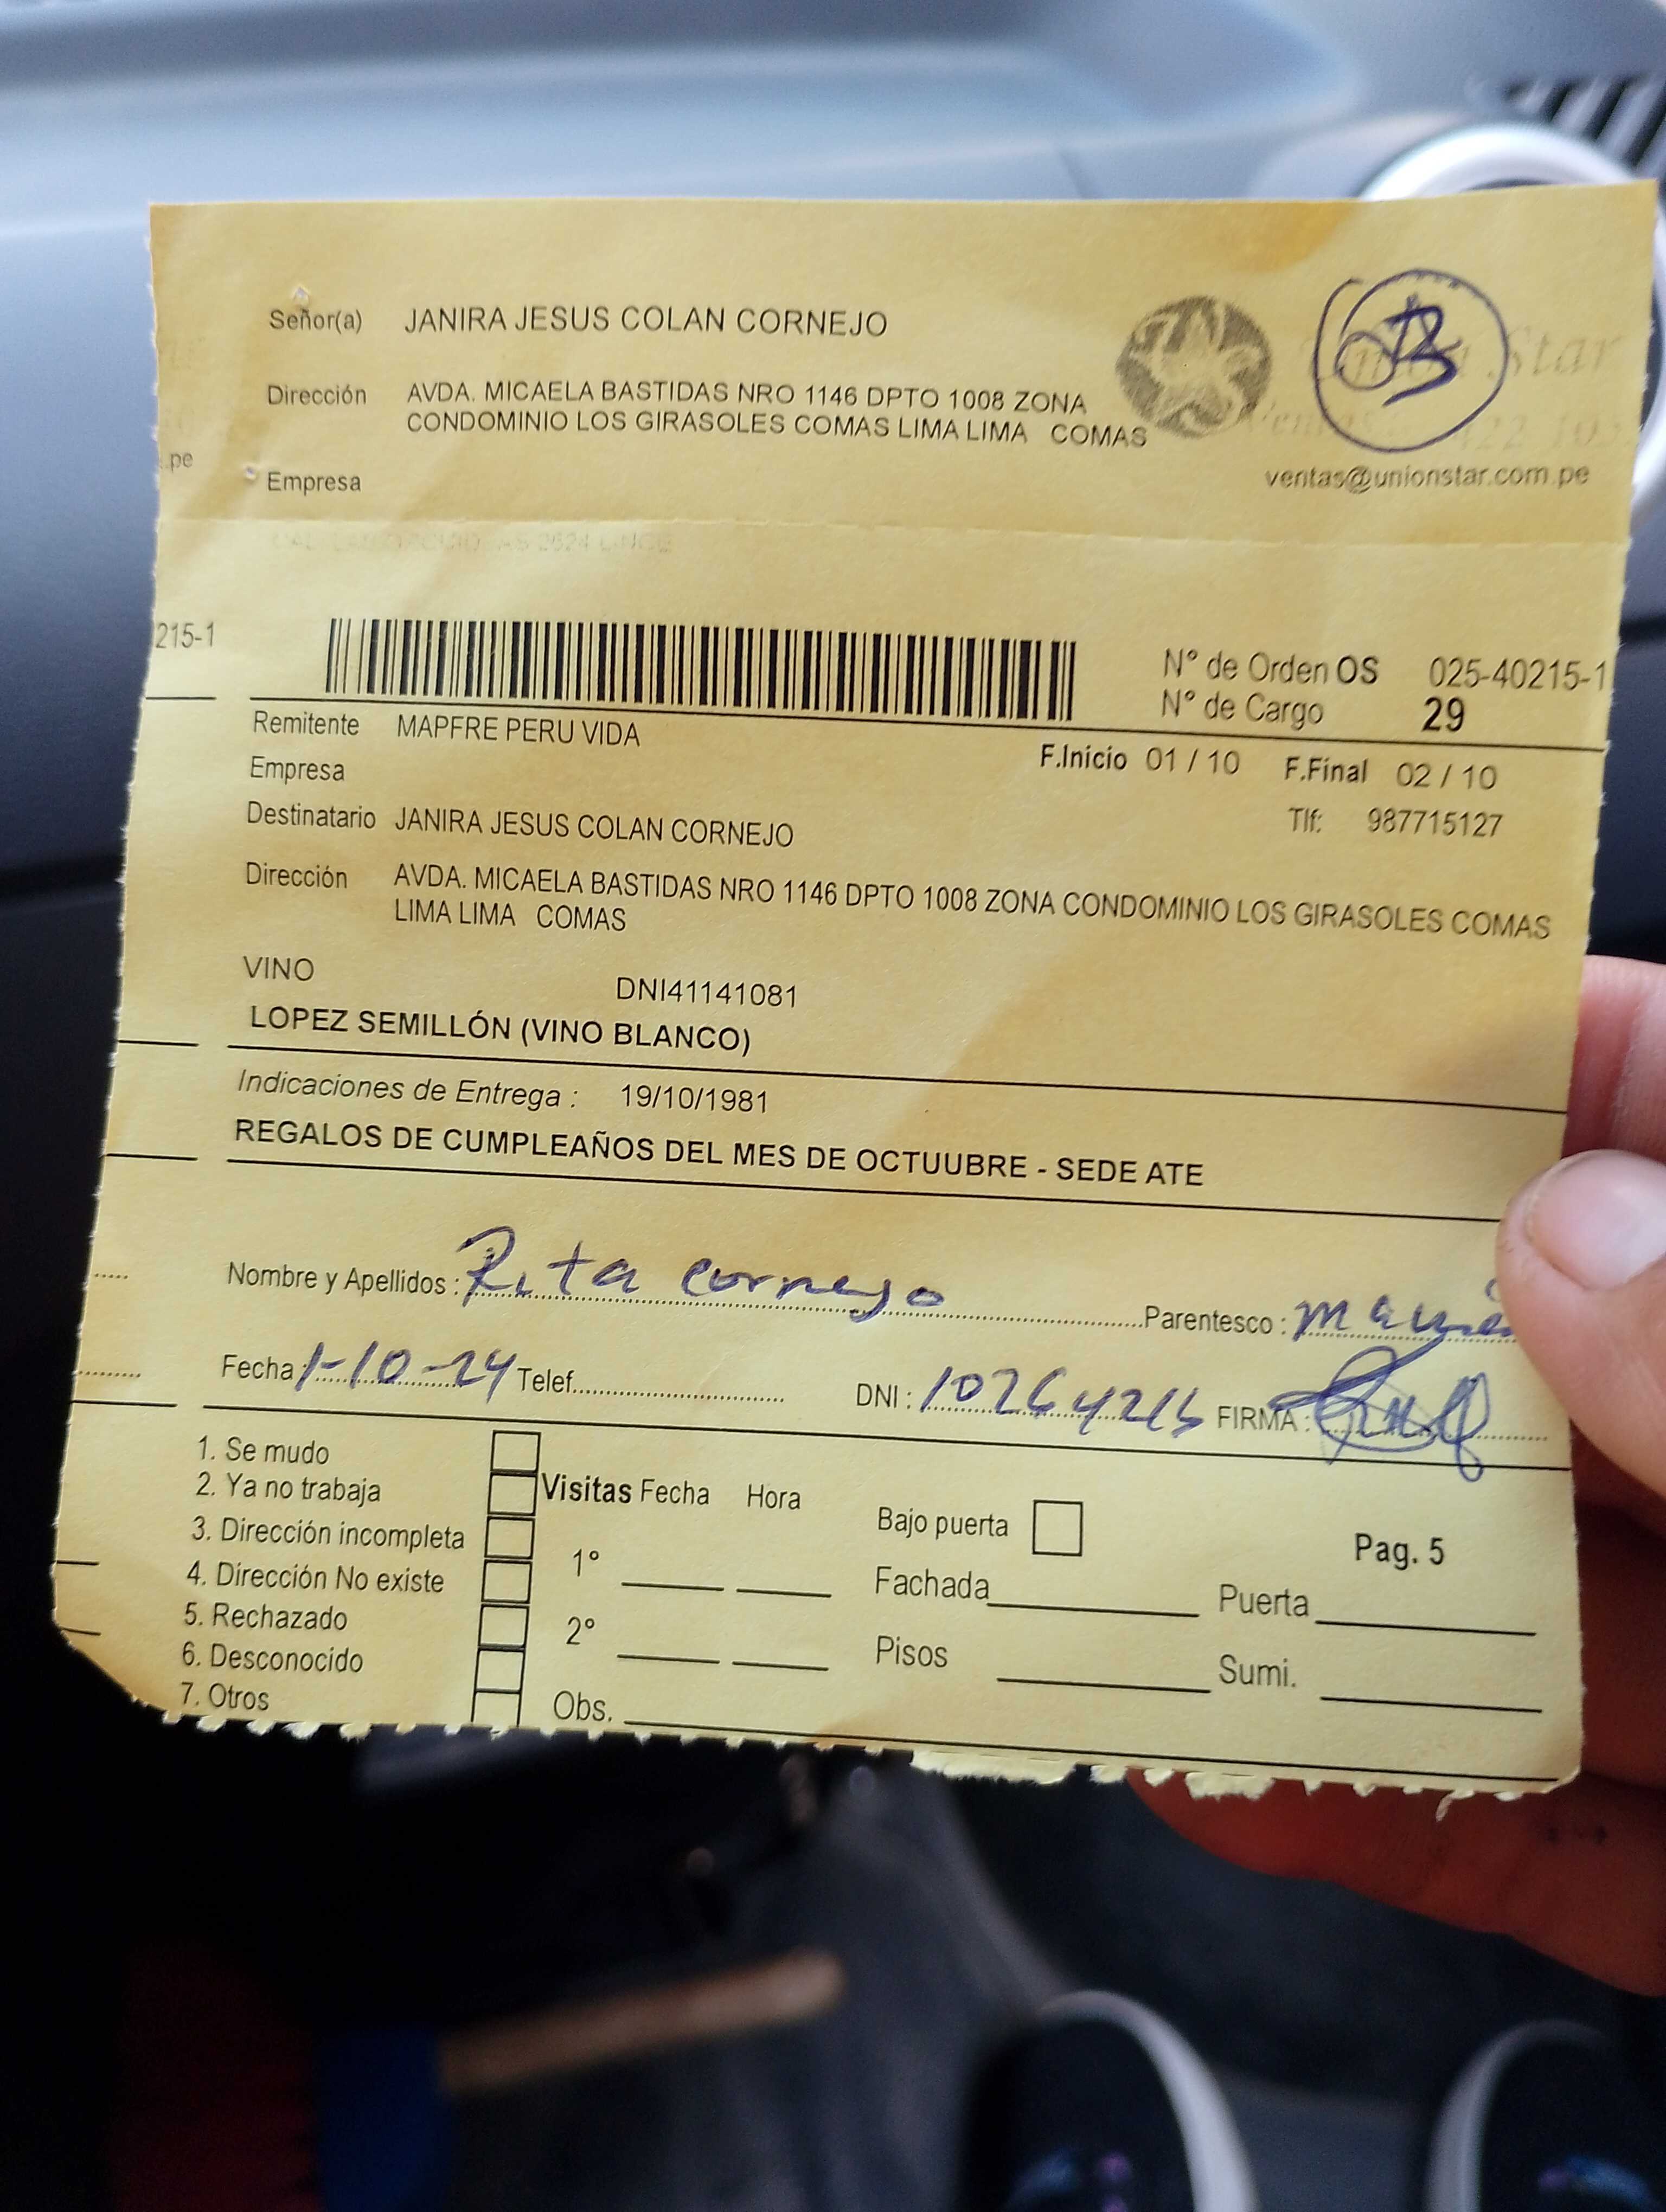 Señor(a) JANIRA JESUS COLAN CORNEJO
Dirección AVDA. MICAELA BASTIDAS NRO 1146 DPTO 1008 ZONA
CONDOMINIO LOS GIRASOLES COMAS LIMA LIMA COMAS
Star
.pe
Empresa
ventas@unionstar.com.pe
215-1
Nº de Orden OS 025-40215-1
Nº de Cargo 29
Remitente MAPFRE PERU VIDA
F.Inicio 01 / 10 F.Final 02 / 10
Empresa
Destinatario JANIRA JESUS COLAN CORNEJO Tlf: 987715127
Dirección AVDA. MICAELA BASTIDAS NRO 1146 DPTO 1008 ZONA CONDOMINIO LOS GIRASOLES COMAS
LIMA LIMA COMAS
VINO DNI41141081
LOPEZ SEMILLÓN (VINO BLANCO)
Indicaciones de Entrega : 19/10/1981
REGALOS DE CUMPLEAÑOS DEL MES DE OCTUUBRE - SEDE ATE
Nombre y Apellidos : Rita cornejo Parentesco :
Fecha : 1-10-24 Telef. DNI : FIRMA :
1. Se mudo
2. Ya no trabaja Visitas Fecha Hora Bajo puerta
3. Dirección incompleta 1º Pag. 5
4. Dirección No existe Fachada Puerta
5. Rechazado 2º
6. Desconocido Pisos Sumi.
7. Otros Obs.